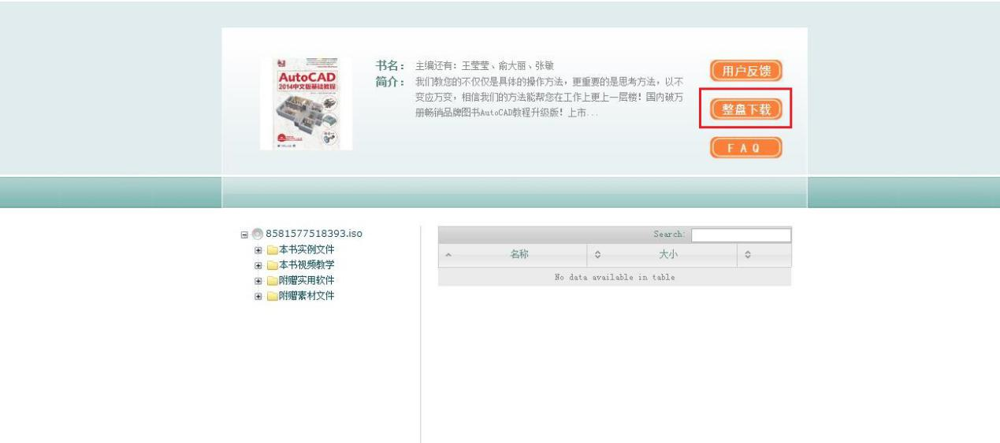 AutoCAD
2014中文版基础教程
书名： 主编还有：王莹莹、俞大丽、张敏
简介： 我们教您的不仅仅是具体的操作方法，更重要的是思考方法，以不
变应万变，相信我们的方法能帮您在工作上更上一层楼！国内破万
册畅销品牌图书AutoCAD教程升级版！上市...
用户反馈
整盘下载
FAQ
8581577518393.iso
本书实例文件
本书视频教学
附赠实用软件
附赠素材文件
Search:
名称 大小
No data available in table